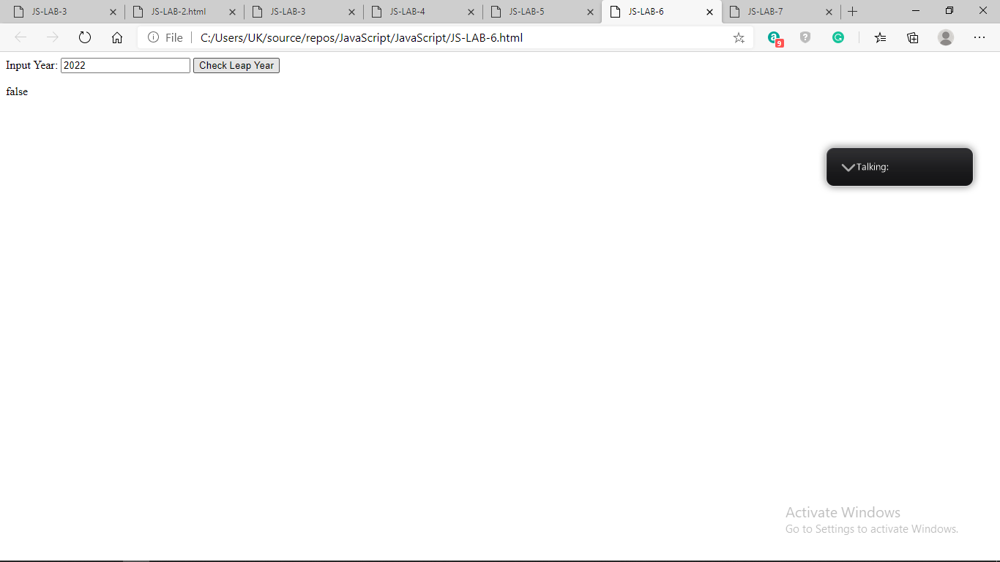 JS-LAB-3 JS-LAB-2.html JS-LAB-3 JS-LAB-4 JS-LAB-5 JS-LAB-6 JS-LAB-7
File C:/Users/UK/source/repos/JavaScript/JavaScript/JS-LAB-6.html a 9 ? G
Input Year: 2022 Check Leap Year
false
Talking:
Activate Windows
Go to Settings to activate Windows.